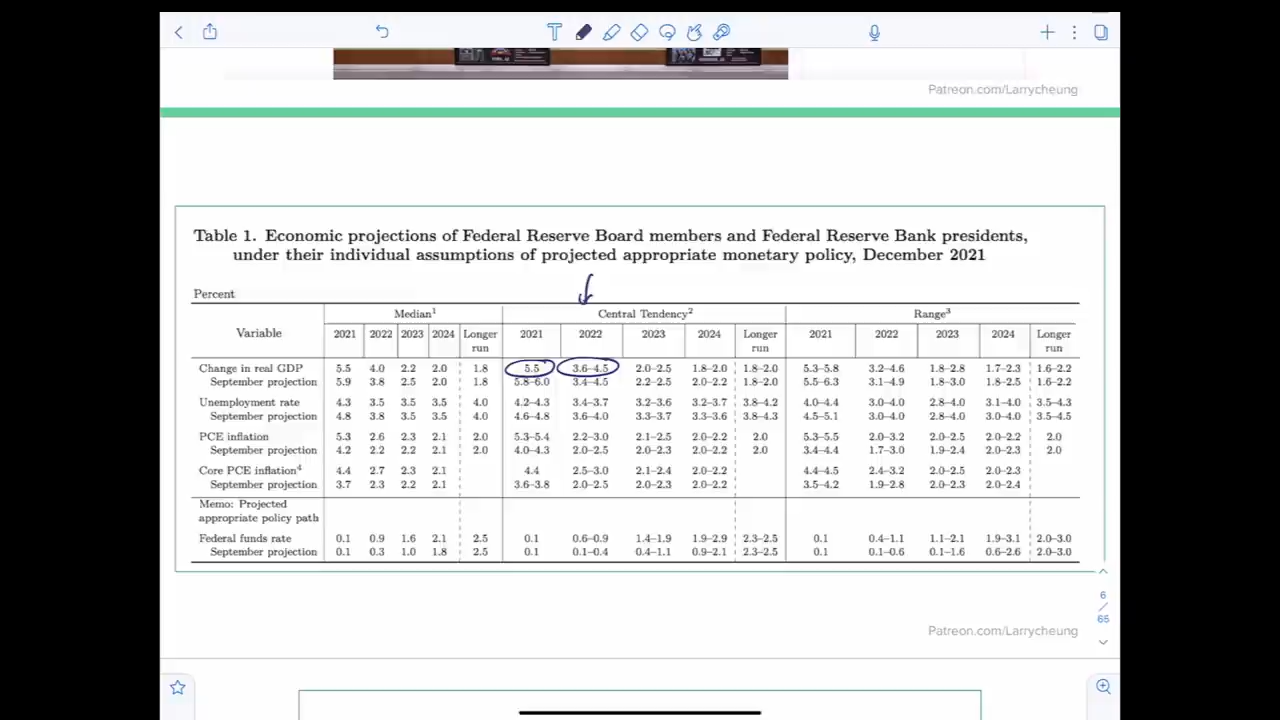 Patreon.com/Larrycheung
Table 1. Economic projections of Federal Reserve Board members and Federal Reserve Bank presidents,
under their individual assumptions of projected appropriate monetary policy, December 2021
Percent
Variable Median1 Central Tendency2 Range3
2021 2022 2023 2024 Longer run 2021 2022 2023 2024 Longer run 2021 2022 2023 2024 Longer run
Change in real GDP 5.5 4.0 2.2 2.0 1.8 5.5 3.6–4.5 2.0–2.5 1.8–2.0 1.8–2.0 5.3–5.8 3.2–4.6 1.8–2.8 1.7–2.3 1.6–2.2
September projection 5.9 3.8 2.5 2.0 1.8 5.8–6.0 3.4–4.5 2.2–2.5 2.0–2.2 1.8–2.0 5.5–6.3 3.1–4.9 1.8–3.0 1.8–2.5 1.6–2.2
Unemployment rate 4.3 3.5 3.5 3.5 4.0 4.2–4.3 3.4–3.7 3.2–3.6 3.2–3.7 3.8–4.2 4.0–4.4 3.0–4.0 2.8–4.0 3.1–4.0 3.5–4.3
September projection 4.8 3.8 3.5 3.5 4.0 4.6–4.8 3.6–4.0 3.3–3.7 3.3–3.6 3.8–4.3 4.5–5.1 3.0–4.0 2.8–4.0 3.0–4.0 3.5–4.5
PCE inflation 5.3 2.6 2.3 2.1 2.0 5.3–5.4 2.2–3.0 2.1–2.5 2.0–2.2 2.0 5.3–5.5 2.0–3.2 2.0–2.5 2.0–2.2 2.0
September projection 4.2 2.2 2.2 2.1 2.0 4.0–4.3 2.0–2.5 2.0–2.3 2.0–2.2 2.0 3.4–4.4 1.7–3.0 1.9–2.4 2.0–2.3 2.0
Core PCE inflation4 4.4 2.7 2.3 2.1 4.4 2.5–3.0 2.1–2.4 2.0–2.2 4.4–4.5 2.4–3.2 2.0–2.5 2.0–2.3
September projection 3.7 2.3 2.2 2.1 3.6–3.8 2.0–2.5 2.0–2.3 2.0–2.2 3.5–4.2 1.9–2.8 2.0–2.3 2.0–2.4
Memo: Projected
appropriate policy path
Federal funds rate 0.1 0.9 1.6 2.1 2.5 0.1 0.6–0.9 1.4–1.9 1.9–2.9 2.3–2.5 0.1 0.4–1.1 1.1–2.1 1.9–3.1 2.0–3.0
September projection 0.1 0.3 1.0 1.8 2.5 0.1 0.1–0.4 0.4–1.1 0.9–2.1 2.3–2.5 0.1 0.1–0.6 0.1–1.6 0.6–2.6 2.0–3.0
6
/
65
Patreon.com/Larrycheung